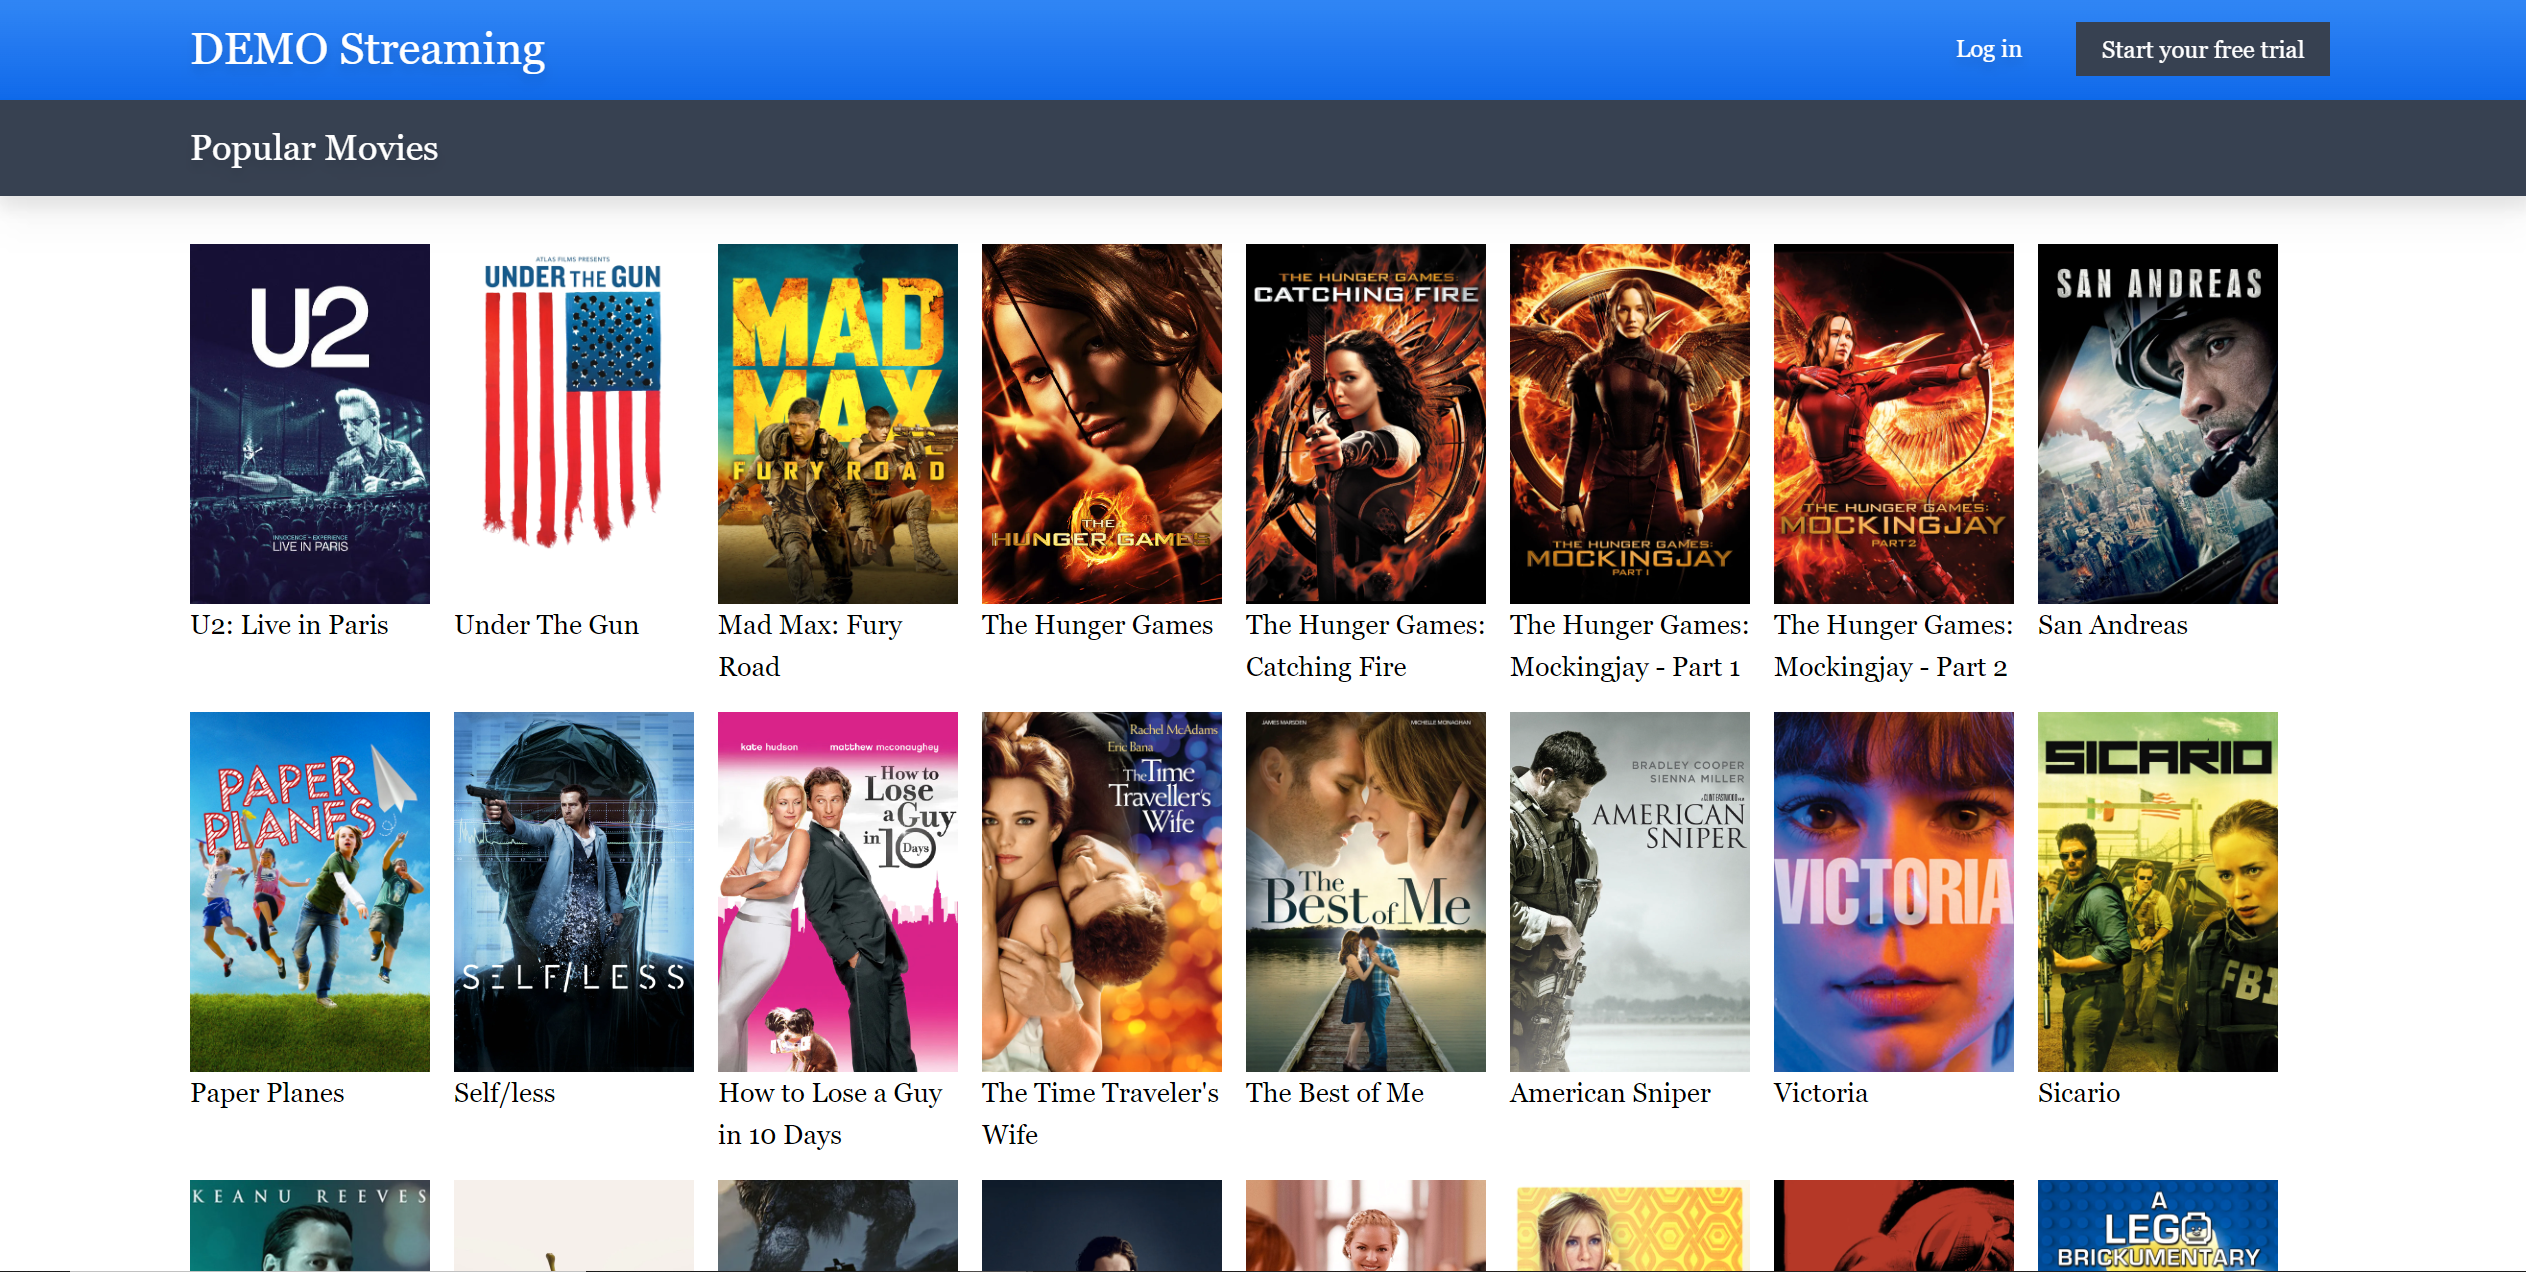 DEMO Streaming
Log in
Start your free trial
Popular Movies
U2
INNOCENCE + EXPERIENCE
LIVE IN PARIS
ATLAS FILMS PRESENTS
UNDER THE GUN
MAD
MAX
FURY ROAD
THE
HUNGER GAMES
THE HUNGER GAMES:
CATCHING FIRE
THE HUNGER GAMES:
MOCKINGJAY
PART 1
THE HUNGER GAMES:
MOCKINGJAY
PART 2
SAN ANDREAS
U2: Live in Paris
Under The Gun
Mad Max: Fury
Road
The Hunger Games
The Hunger Games:
Catching Fire
The Hunger Games:
Mockingjay - Part 1
The Hunger Games:
Mockingjay - Part 2
San Andreas
PAPER
PLANES
SELF/LESS
kate hudson
matthew mcconaughey
How to
Lose
a Guy
in 10
Days
Rachel McAdams
Eric Bana
The Time
Traveller's
Wife
JAMES MARSDEN
MICHELLE MONAGHAN
The
Best of Me
BRADLEY COOPER
SIENNA MILLER
A CLINT EASTWOOD FILM
AMERICAN
SNIPER
VICTORIA
SICARIO
FBI
Paper Planes
Self/less
How to Lose a Guy
in 10 Days
The Time Traveler's
Wife
The Best of Me
American Sniper
Victoria
Sicario
KEANU REEVES
A
LEGO
BRICKUMENTARY